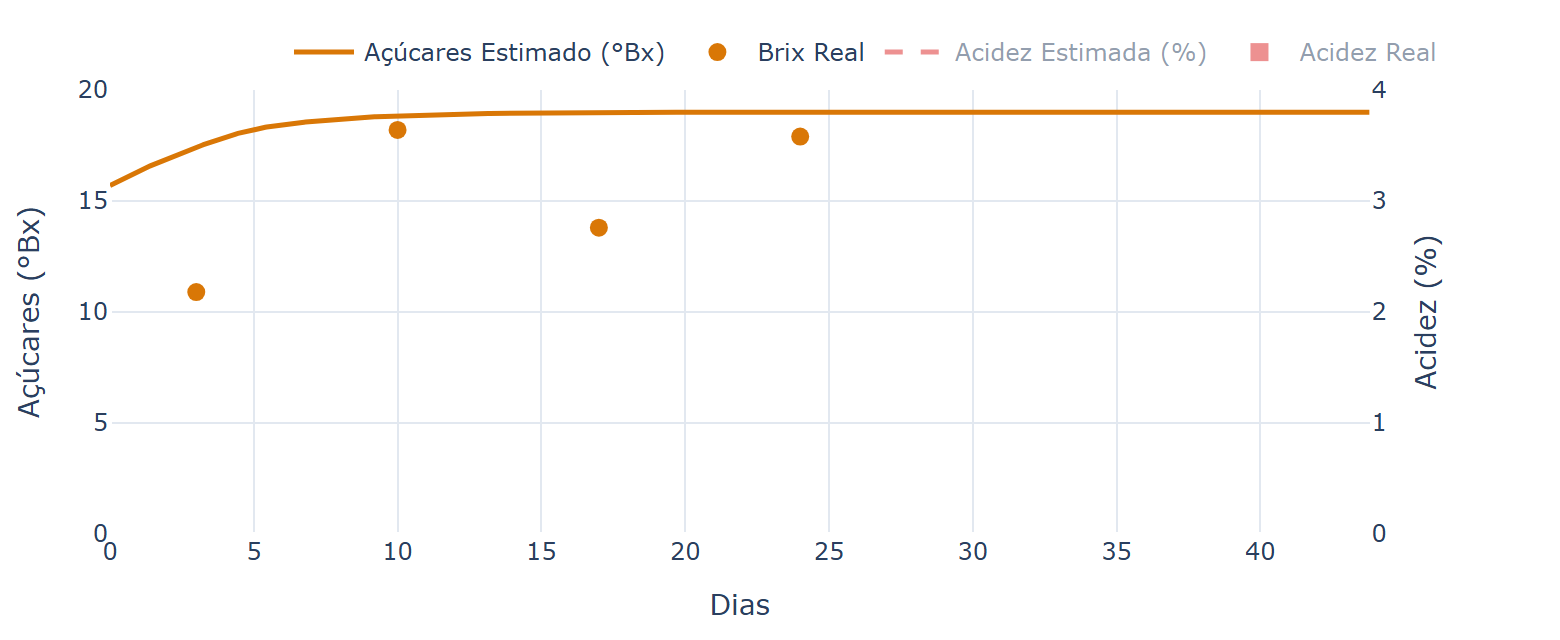 Açúcares Estimado (°Bx) Brix Real Acidez Estimada (%) Acidez Real
20 4
15 3
10 2
5 1
0 0
Açúcares (°Bx)
Acidez (%)
0 5 10 15 20 25 30 35 40
Dias